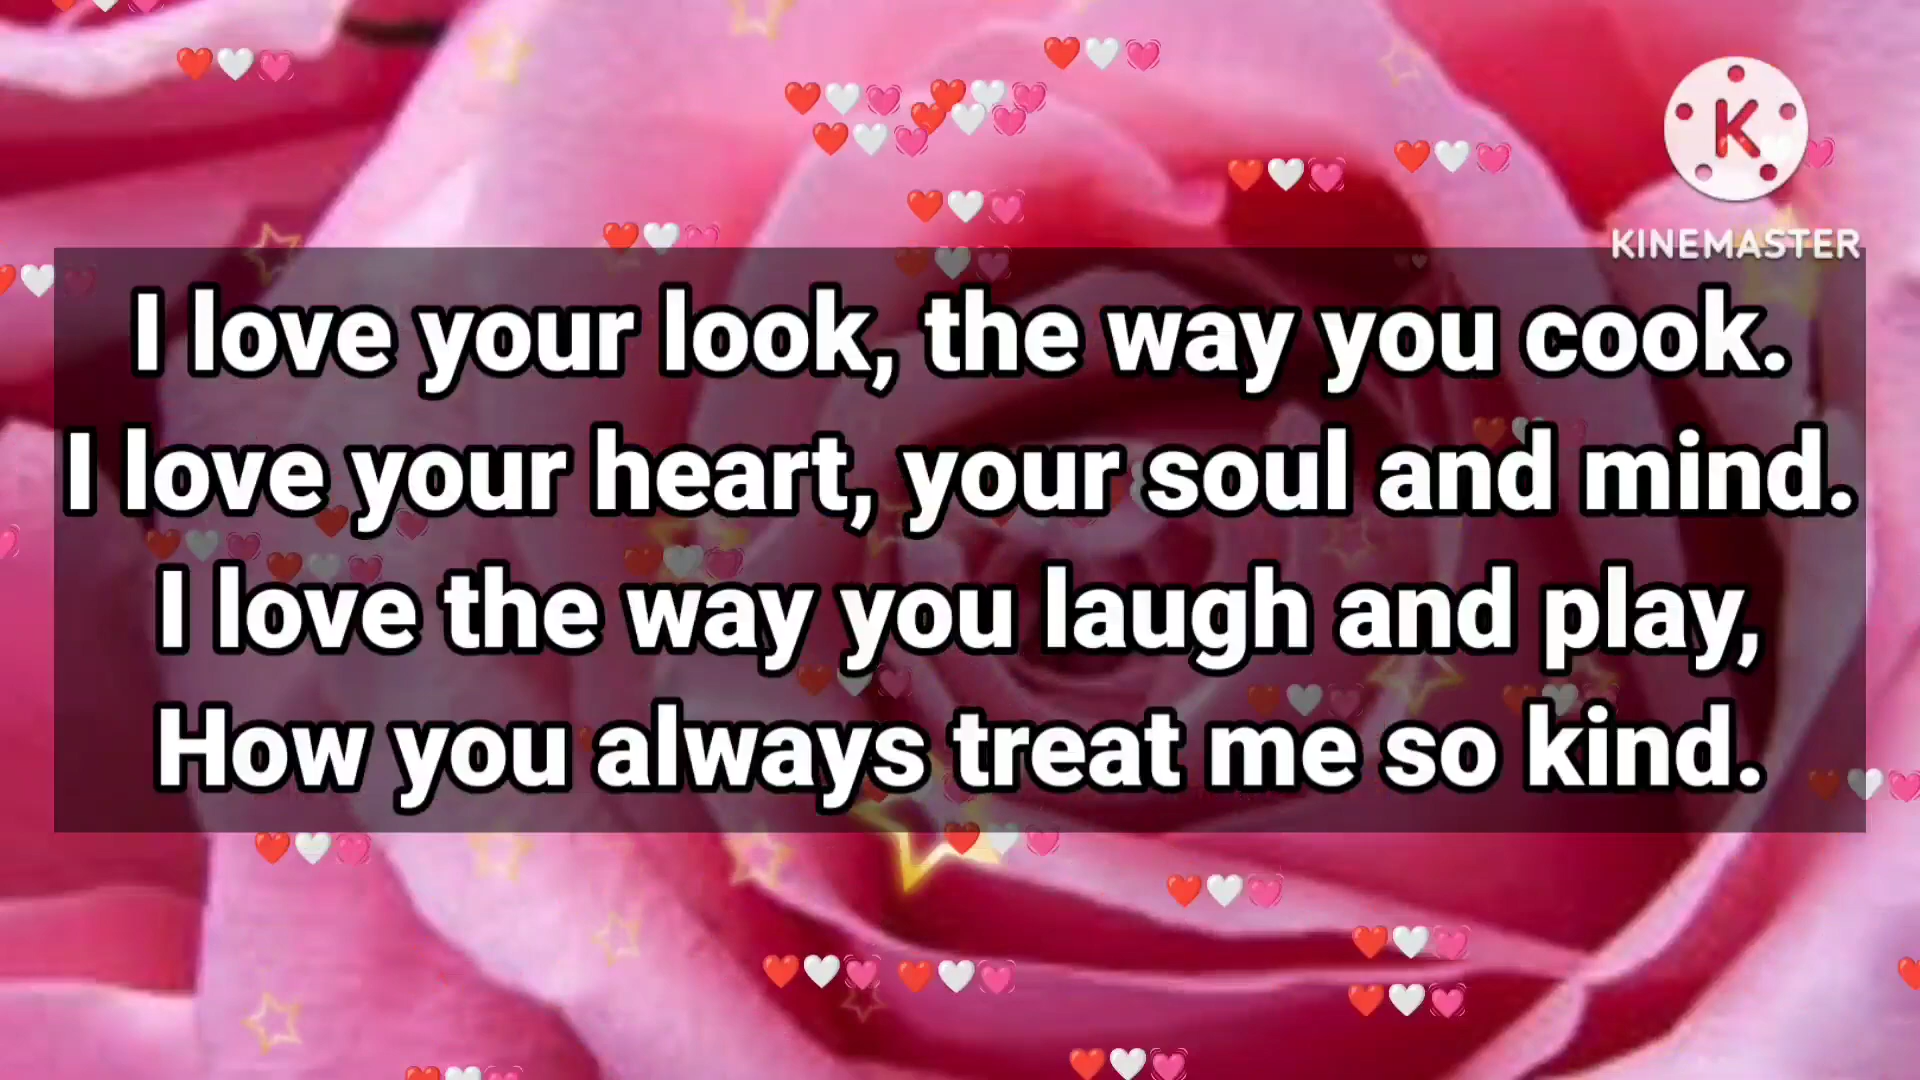 K
KINEMASTER
I love your look, the way you cook.
I love your heart, your soul and mind.
I love the way you laugh and play,
How you always treat me so kind.